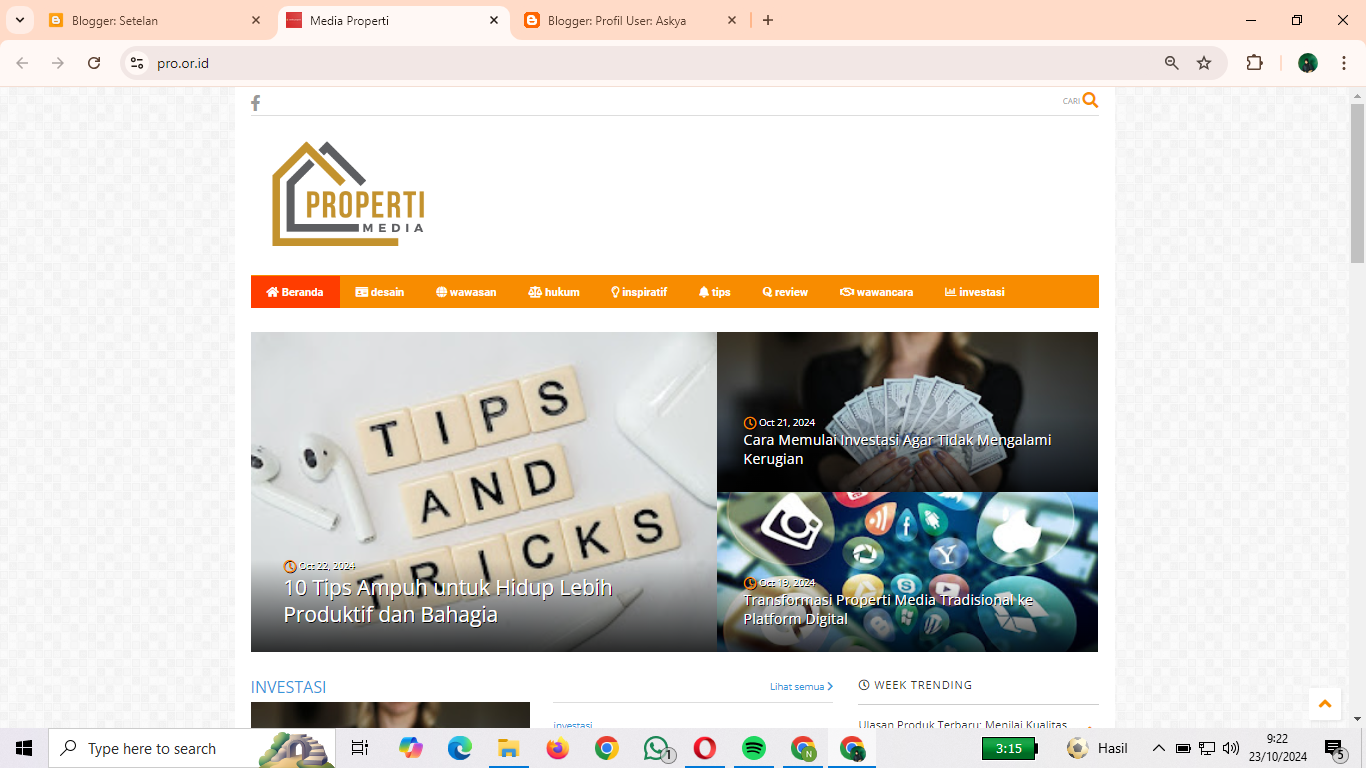 Blogger: Setelan
Media Properti
Blogger: Profil User: Askya
pro.or.id
CARI
PROPERTI
MEDIA
Beranda
desain
wawasan
hukum
inspiratif
tips
review
wawancara
investasi
TIPS
AND
TRICKS
Oct 22, 2024
10 Tips Ampuh untuk Hidup Lebih
Produktif dan Bahagia
Oct 21, 2024
Cara Memulai Investasi Agar Tidak Mengalami
Kerugian
Oct 19, 2024
Transformasi Properti Media Tradisional ke
Platform Digital
INVESTASI
Lihat semua
investasi
WEEK TRENDING
Ulasan Produk Terbaru: Menilai Kualitas
Type here to search
1
N
3:15
Hasil
9:22
23/10/2024
5